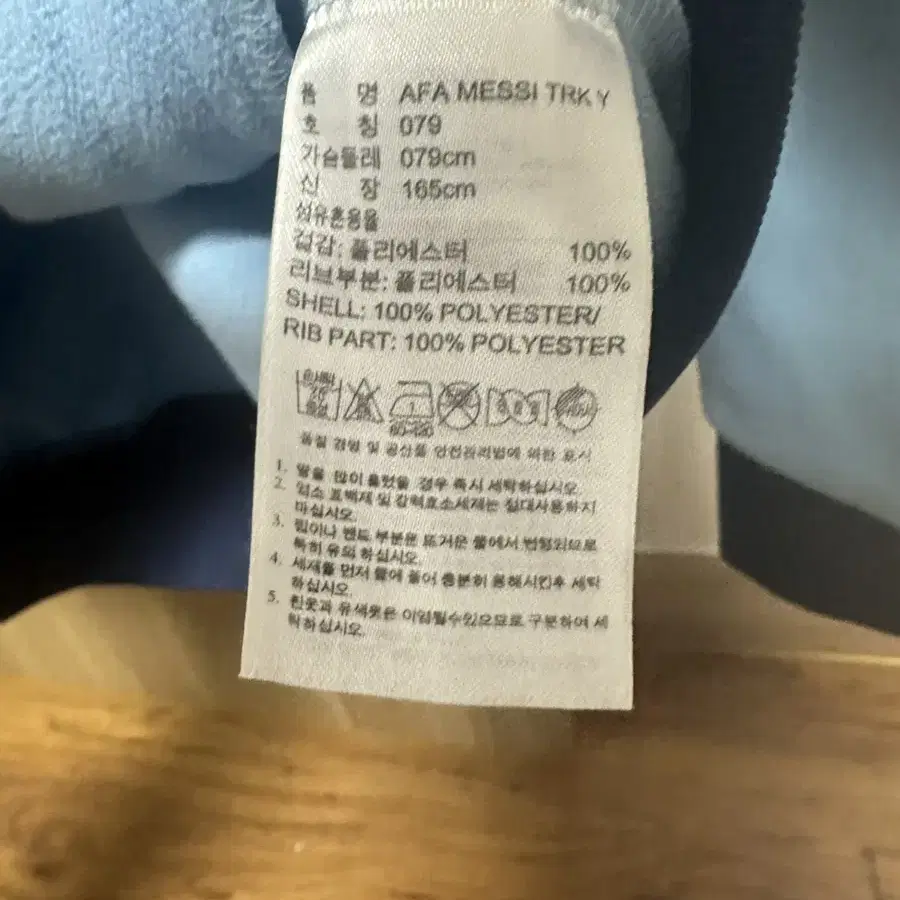 품 명 AFA MESSI TRK Y
호 칭 079
가슴둘레 079cm
신 장 165cm
섬유혼용율
겉감: 폴리에스터 100%
리브부분: 폴리에스터 100%
SHELL: 100% POLYESTER/
RIB PART: 100% POLYESTER
품질 경영 및 공산품 안전관리법에 의한 표시
1. 땀을 많이 흘렸을 경우 즉시 세탁하십시오.
2. 염소 표백제 및 강력효소세제는 절대사용하지
마십시오.
3. 립이나 밴드 부분은 뜨거운 물에서 변형되므로
특히 유의 하십시오.
4. 세제를 먼저 물에 풀어 충분히 용해시킨후 세탁
하십시오.
5. 흰옷과 유색옷은 이염될수있으므로 구분하여 세
탁하십시오.